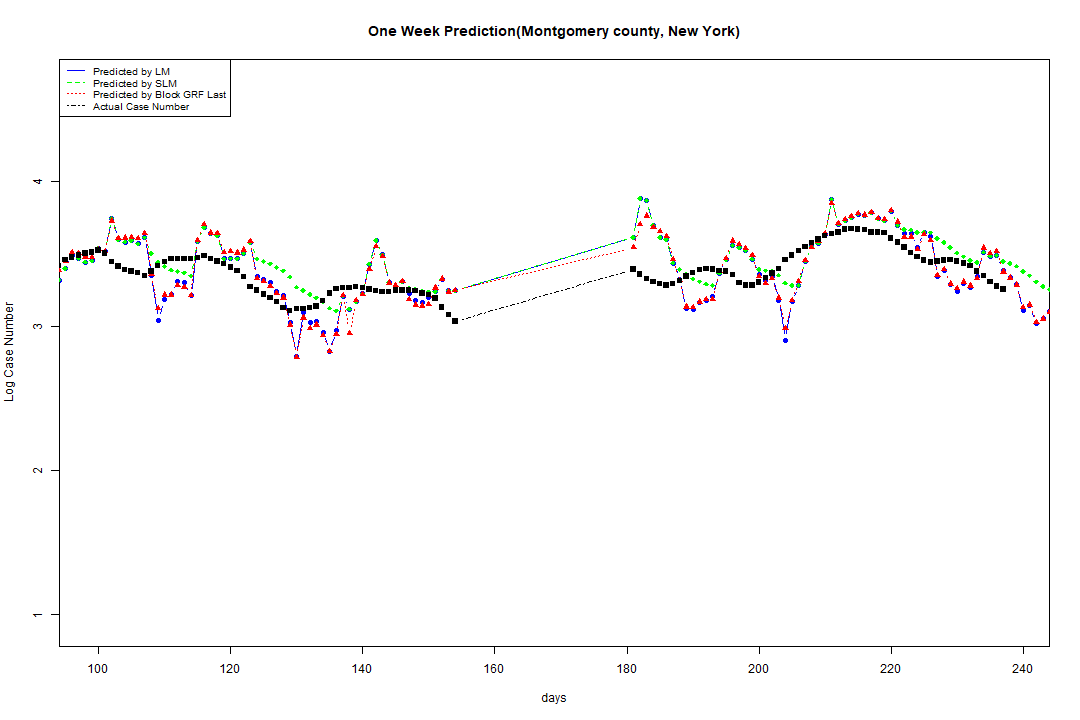 One Week Prediction(Montgomery county, New York)
Predicted by LM
Predicted by SLM
Predicted by Block GRF Last
Actual Case Number
4
3
2
1
Log Case Number
100 120 140 160 180 200 220 240
days